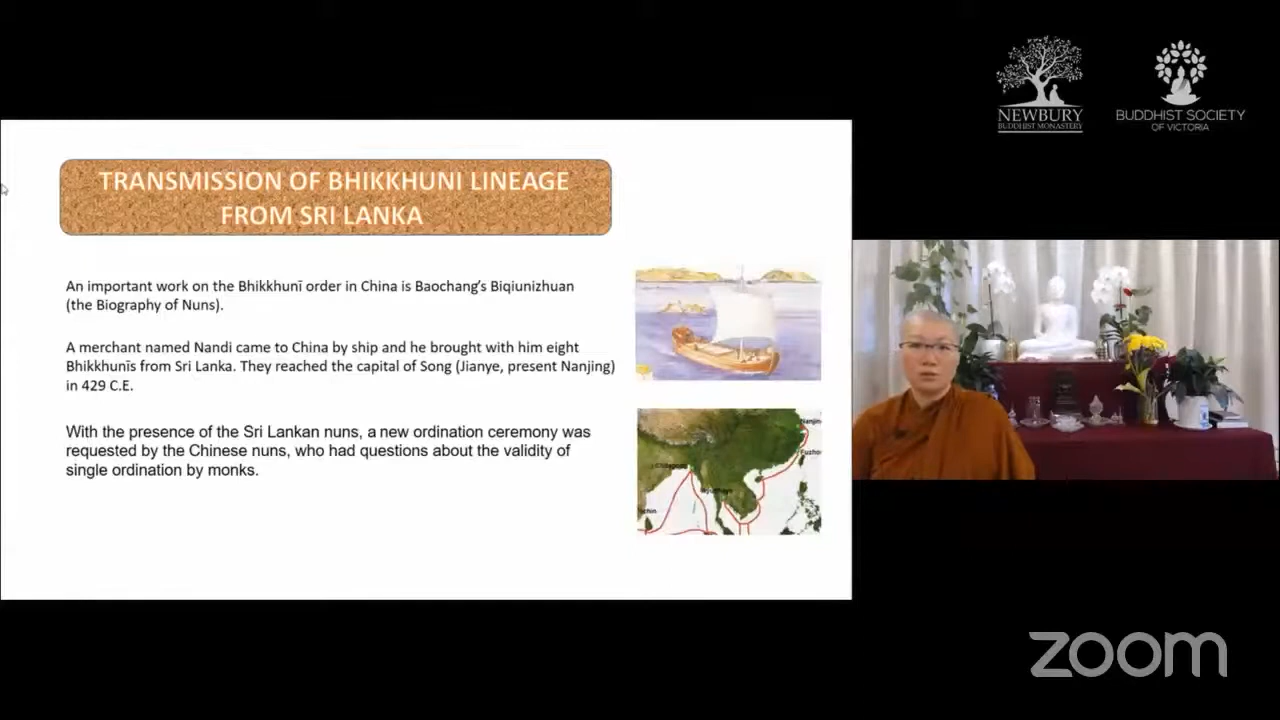 NEWBURY
BUDDHIST MONASTERY
BUDDHIST SOCIETY
OF VICTORIA
TRANSMISSION OF BHIKKHUNI LINEAGE
FROM SRI LANKA
An important work on the Bhikkhunī order in China is Baochang's Biqiunizhuan
(the Biography of Nuns).
A merchant named Nandi came to China by ship and he brought with him eight
Bhikkhunīs from Sri Lanka. They reached the capital of Song (Jianye, present Nanjing)
in 429 C.E.
With the presence of the Sri Lankan nuns, a new ordination ceremony was
requested by the Chinese nuns, who had questions about the validity of
single ordination by monks.
Nanjin
Fuzho
zoom